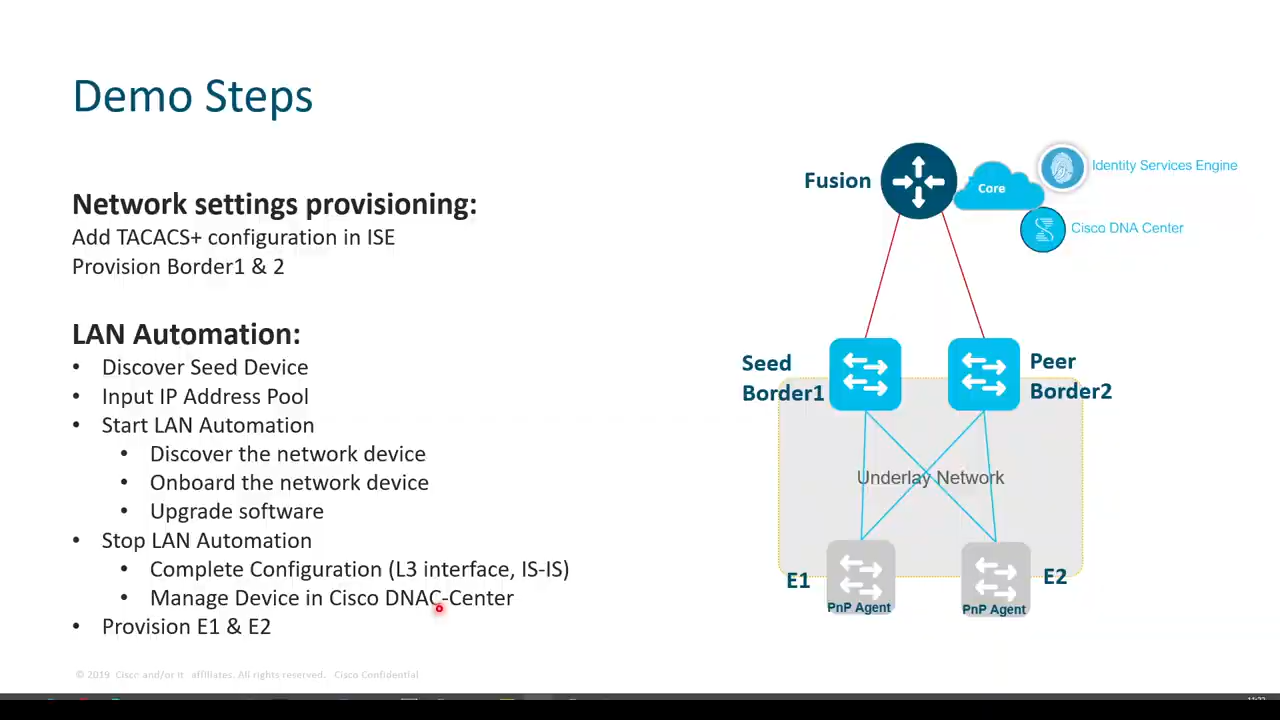 Demo Steps
Network settings provisioning:
Add TACACS+ configuration in ISE
Provision Border1 & 2
LAN Automation:
• Discover Seed Device
• Input IP Address Pool
• Start LAN Automation
• Discover the network device
• Onboard the network device
• Upgrade software
• Stop LAN Automation
• Complete Configuration (L3 interface, IS-IS)
• Manage Device in Cisco DNAC-Center
• Provision E1 & E2
Fusion
Core
Identity Services Engine
Cisco DNA Center
Seed
Border1
Peer
Border2
Underlay Network
E1
PnP Agent
E2
PnP Agent
© 2019 Cisco and/or it affiliates. All rights reserved. Cisco Confidential